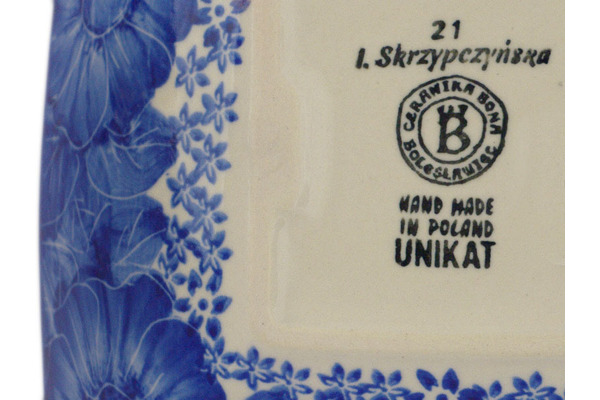 21
I. Skrzypczyńska
CERAMIKA BONA
B
BOLESŁAWIEC
HAND MADE
IN POLAND
UNIKAT